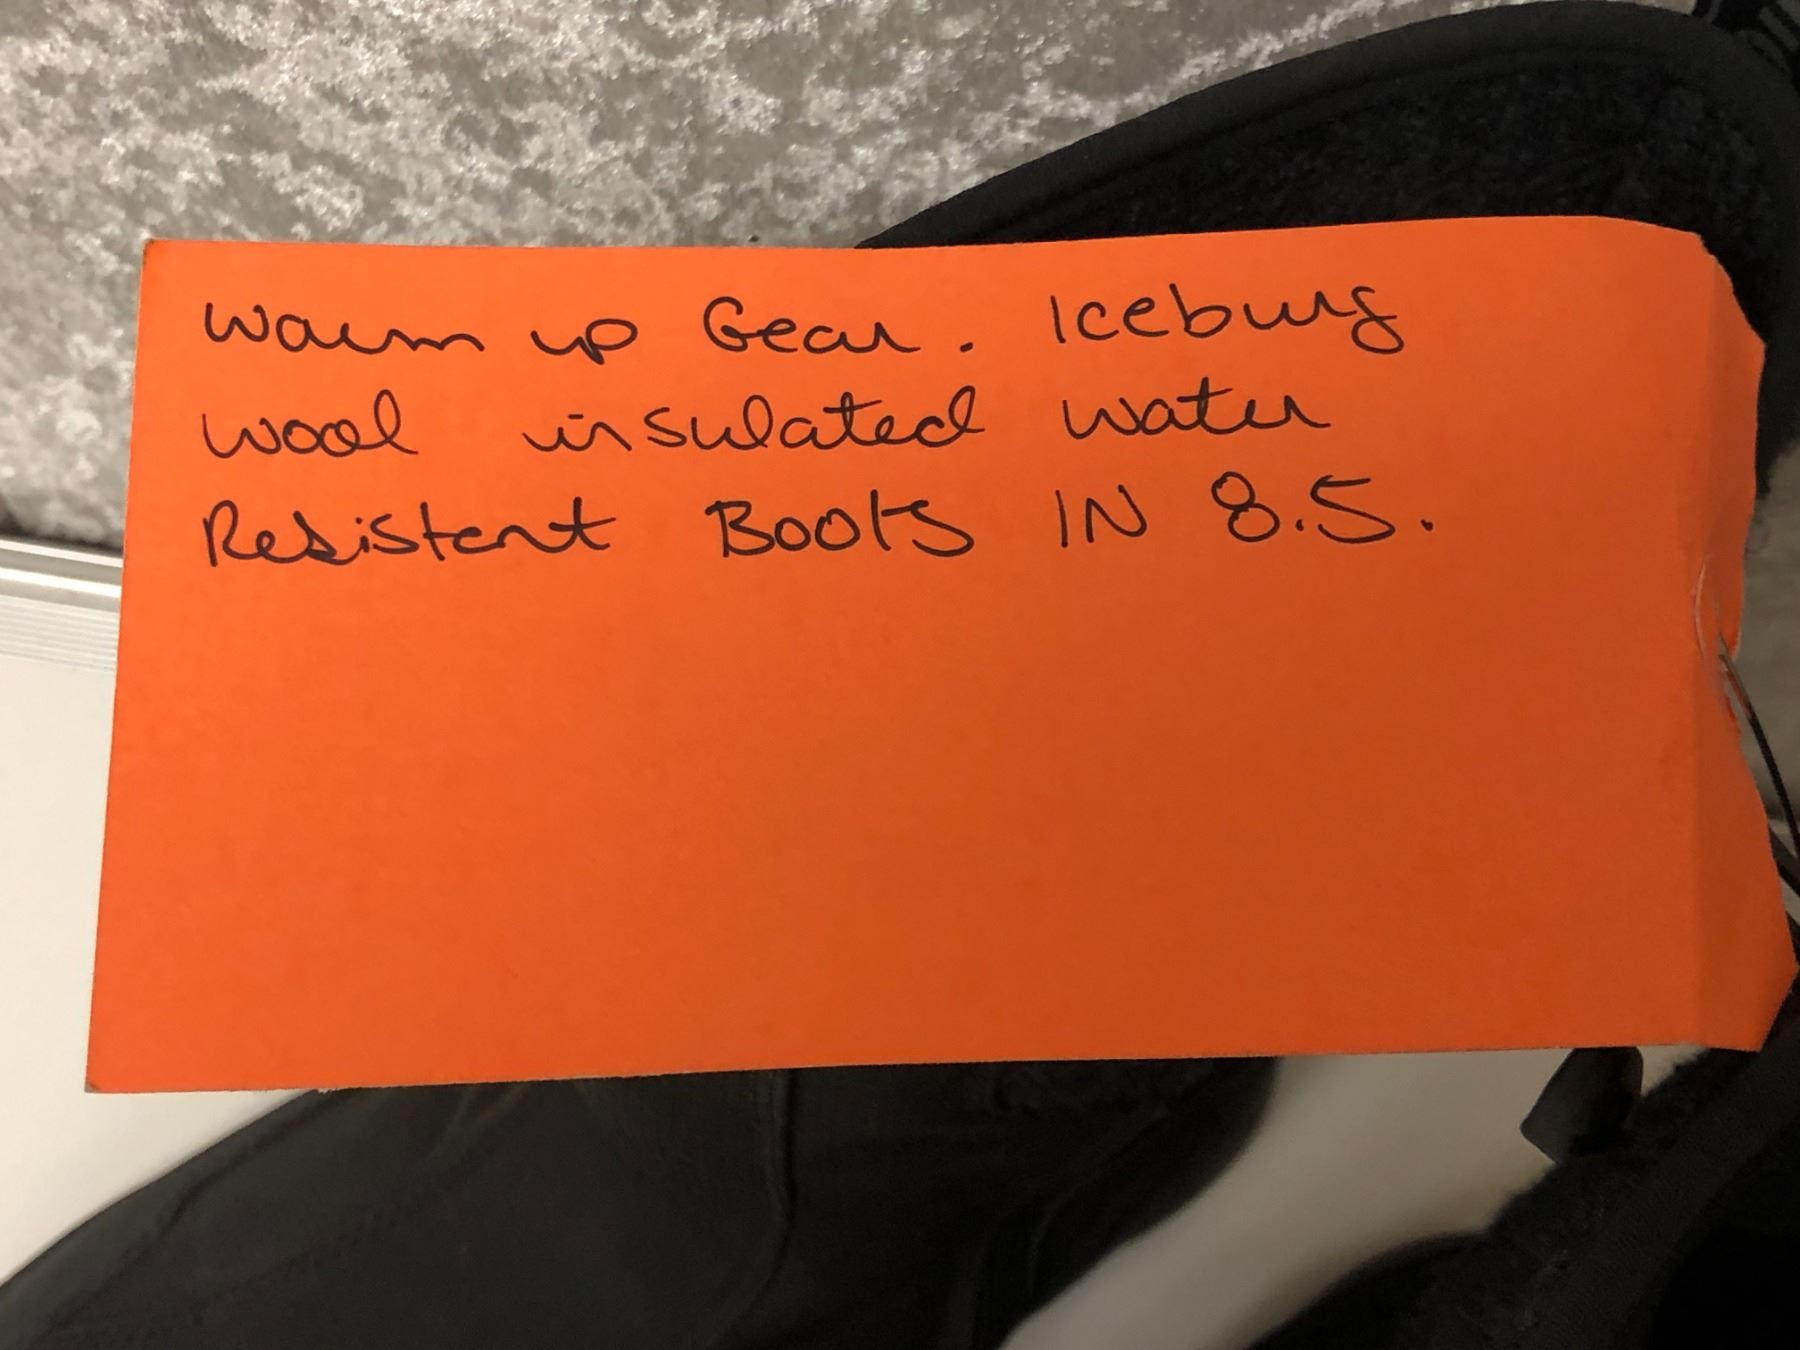 Warm up Gear. Iceburg
Wool insulated Water
Resistent Boots IN 8.5.